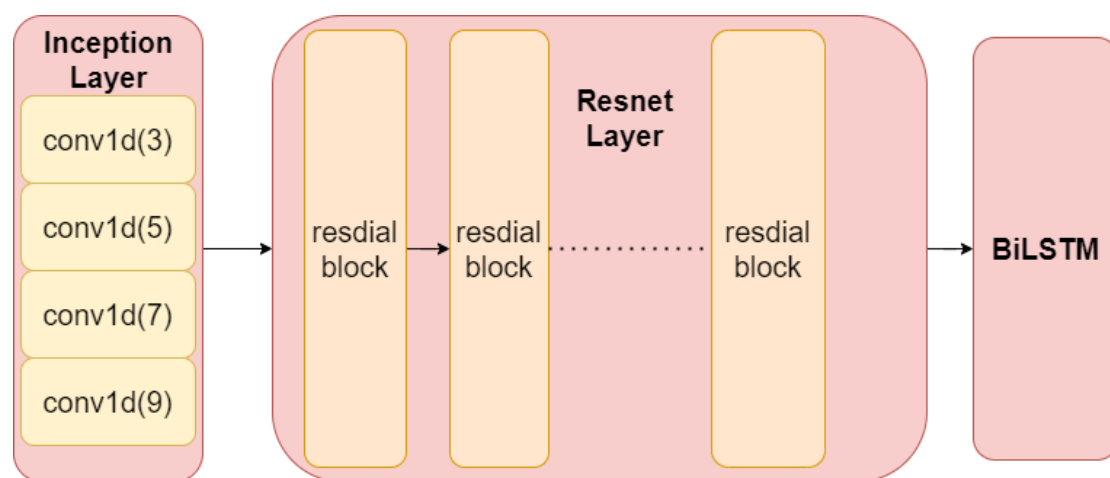 Inception
Layer
conv1d(3)
conv1d(5)
conv1d(7)
conv1d(9)
Resnet
Layer
resdial
block
resdial
block
resdial
block
BiLSTM